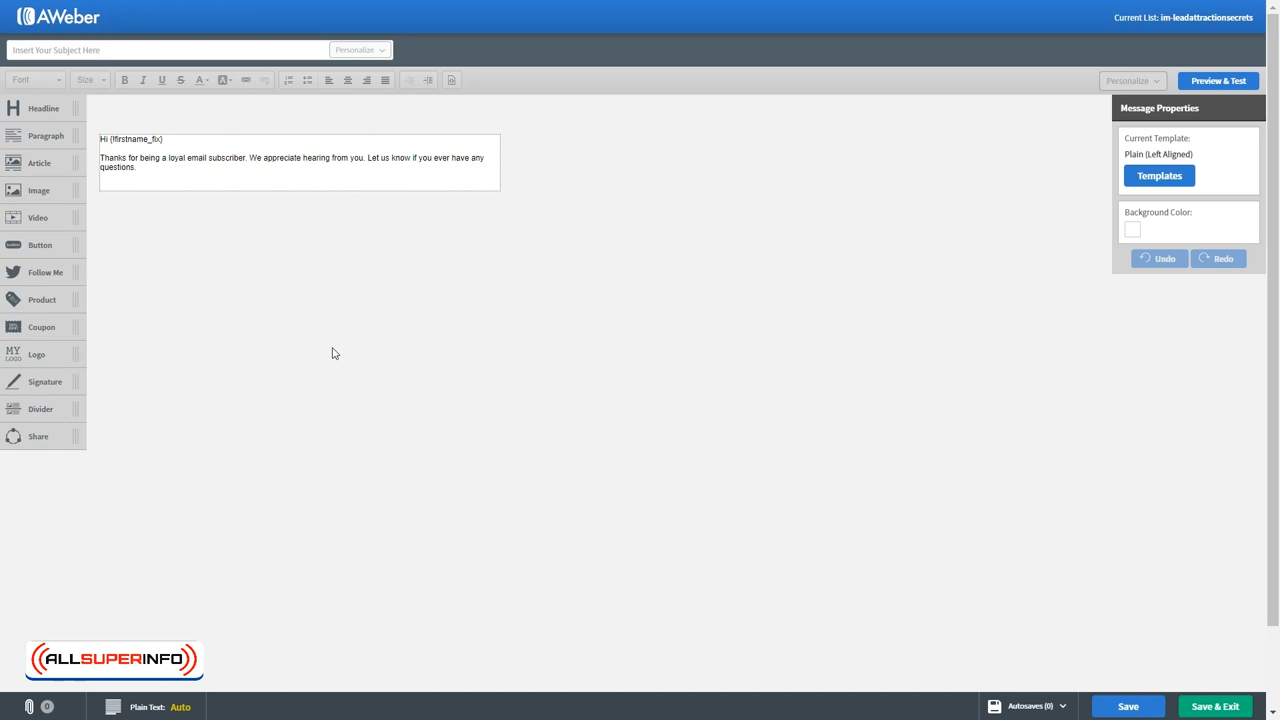 AWeber
Current List: im-leadattractionsecrets
Insert Your Subject Here
Personalize
Font
Size
B I U S A A
Personalize
Preview & Test
Headline
Paragraph
Article
Image
Video
Button
Follow Me
Product
Coupon
MY LOGO
Logo
Signature
Divider
Share
Hi {!firstname_fix}
Thanks for being a loyal email subscriber. We appreciate hearing from you. Let us know if you ever have any
questions.
Message Properties
Current Template:
Plain (Left Aligned)
Templates
Background Color:
Undo
Redo
ALLSUPERINFO
0
Plain Text: Auto
Autosaves (0)
Save
Save & Exit